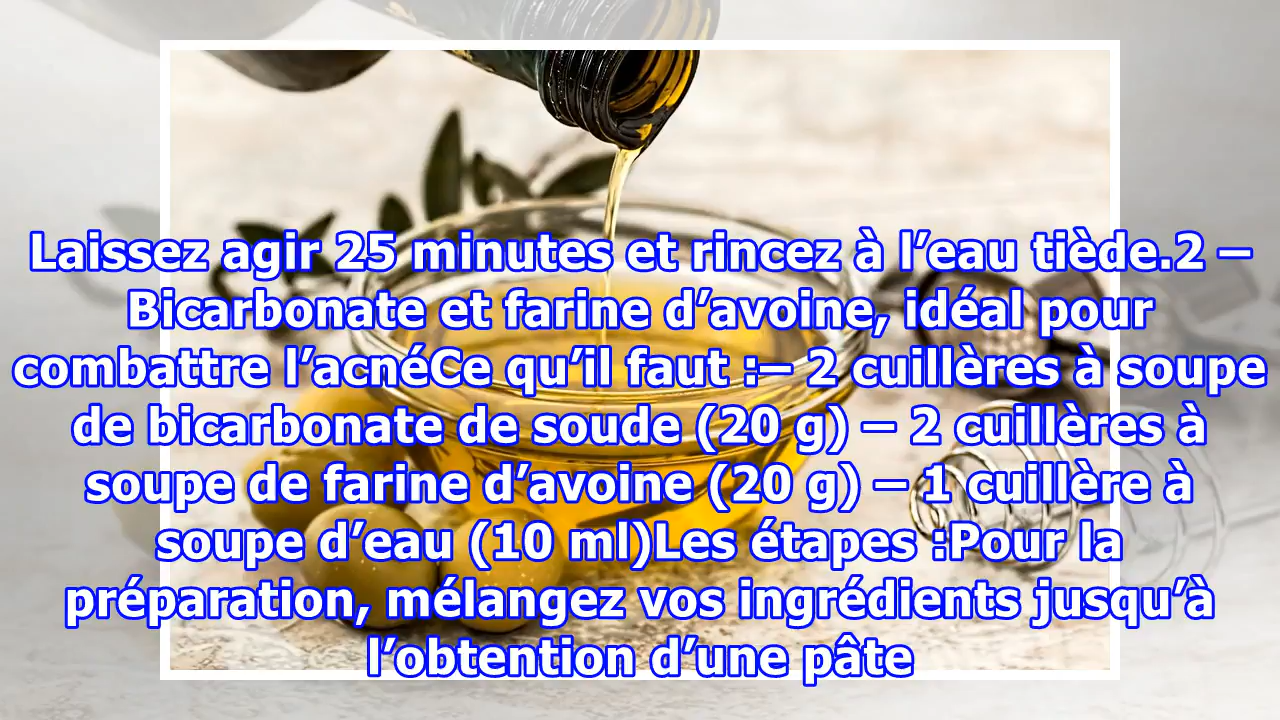 Laissez agir 25 minutes et rincez à l’eau tiède.2 –
Bicarbonate et farine d’avoine, idéal pour
combattre l’acnéCe qu’il faut :– 2 cuillères à soupe
de bicarbonate de soude (20 g) – 2 cuillères à
soupe de farine d’avoine (20 g) – 1 cuillère à
soupe d’eau (10 ml)Les étapes :Pour la
préparation, mélangez vos ingrédients jusqu’à
l’obtention d’une pâte